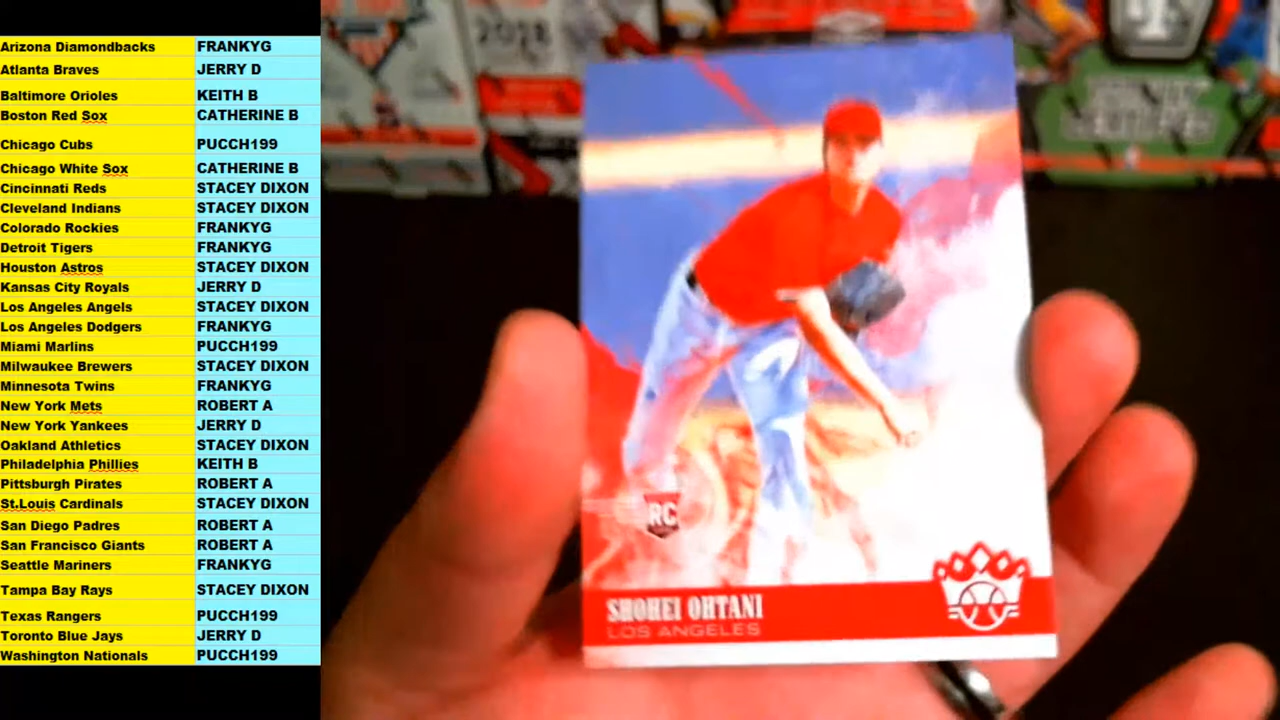 Arizona Diamondbacks FRANKYG
Atlanta Braves JERRY D
Baltimore Orioles KEITH B
Boston Red Sox CATHERINE B
Chicago Cubs PUCCH199
Chicago White Sox CATHERINE B
Cincinnati Reds STACEY DIXON
Cleveland Indians STACEY DIXON
Colorado Rockies FRANKYG
Detroit Tigers FRANKYG
Houston Astros STACEY DIXON
Kansas City Royals JERRY D
Los Angeles Angels STACEY DIXON
Los Angeles Dodgers FRANKYG
Miami Marlins PUCCH199
Milwaukee Brewers STACEY DIXON
Minnesota Twins FRANKYG
New York Mets ROBERT A
New York Yankees JERRY D
Oakland Athletics STACEY DIXON
Philadelphia Phillies KEITH B
Pittsburgh Pirates ROBERT A
St.Louis Cardinals STACEY DIXON
San Diego Padres ROBERT A
San Francisco Giants ROBERT A
Seattle Mariners FRANKYG
Tampa Bay Rays STACEY DIXON
Texas Rangers PUCCH199
Toronto Blue Jays JERRY D
Washington Nationals PUCCH199
2018
RC
SHOHEI OHTANI
LOS ANGELES